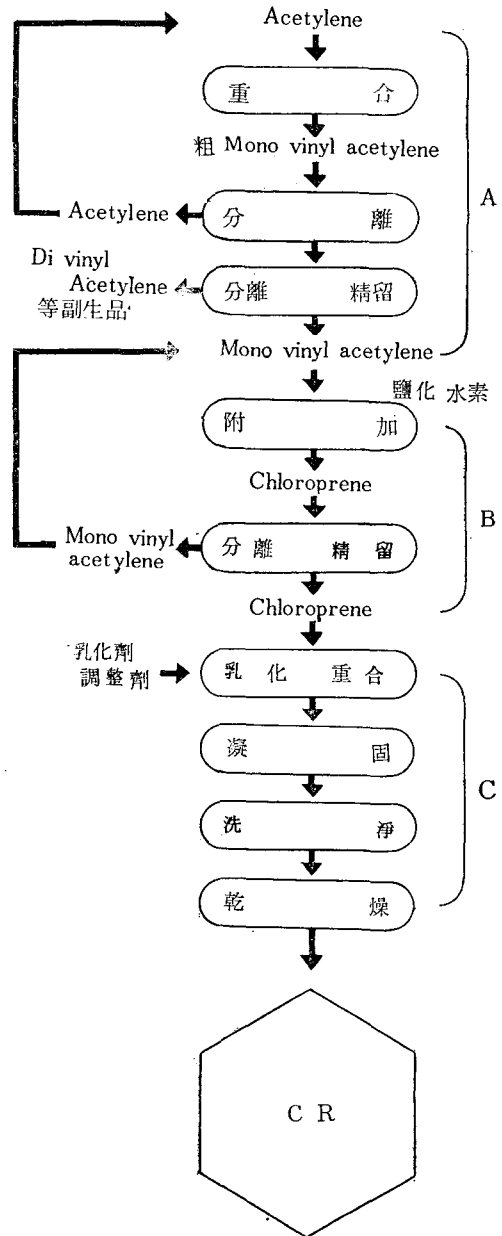 Acetylene
重合
粗 Mono vinyl acetylene
A
Acetylene
分離
Di vinyl
Acetylene
等副生品
分離 精留
Mono vinyl acetylene
鹽化 水素
附加
Chloroprene
B
Mono vinyl
acetylene
分離 精留
Chloroprene
乳化劑
調整劑
乳化 重合
凝固
C
洗淨
乾燥
C R